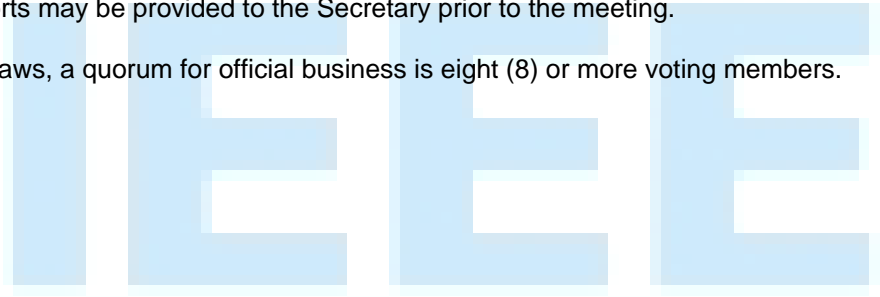 rts may be provided to the Secretary prior to the meeting.
aws, a quorum for official business is eight (8) or more voting members.
IEEE